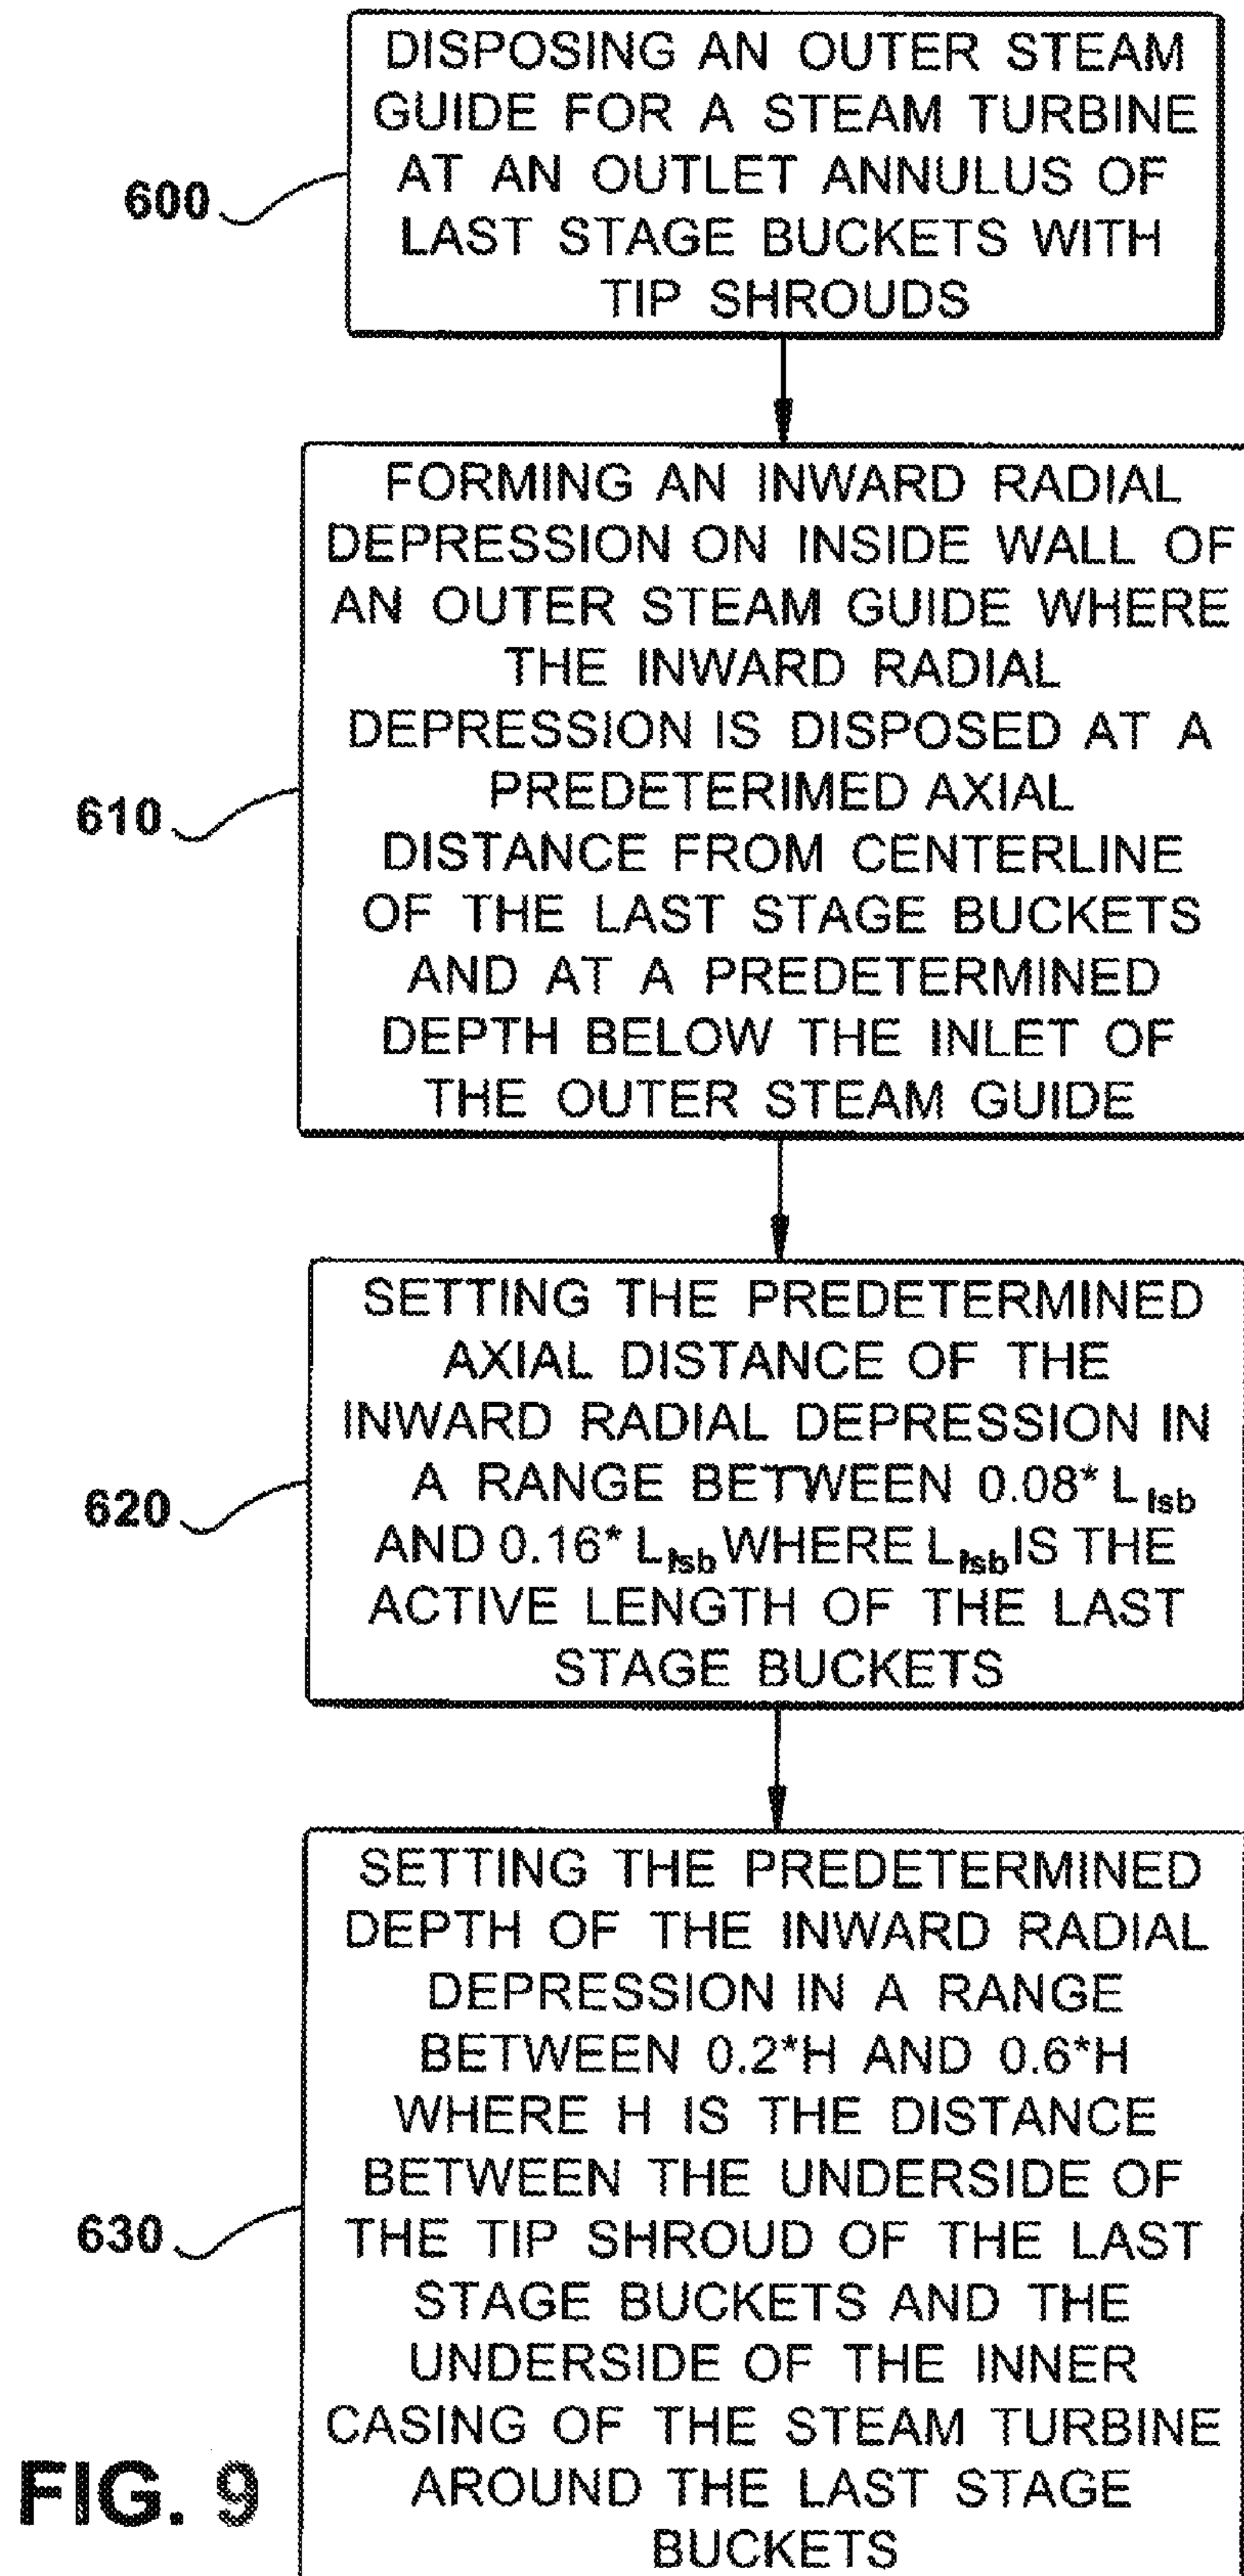 DISPOSING AN OUTER STEAM
GUIDE FOR A STEAM TURBINE
AT AN OUTLET ANNULUS OF
LAST STAGE BUCKETS WITH
TIP SHROUDS
600
FORMING AN INWARD RADIAL
DEPRESSION ON INSIDE WALL OF
AN OUTER STEAM GUIDE WHERE
THE INWARD RADIAL
DEPRESSION IS DISPOSED AT A
PREDETERIMED AXIAL
DISTANCE FROM CENTERLINE
OF THE LAST STAGE BUCKETS
AND AT A PREDETERMINED
DEPTH BELOW THE INLET OF
THE OUTER STEAM GUIDE
610
SETTING THE PREDETERMINED
AXIAL DISTANCE OF THE
INWARD RADIAL DEPRESSION IN
A RANGE BETWEEN 0.08* Llsb
AND 0.16* Llsb WHERE Llsb IS THE
ACTIVE LENGTH OF THE LAST
STAGE BUCKETS
620
SETTING THE PREDETERMINED
DEPTH OF THE INWARD RADIAL
DEPRESSION IN A RANGE
BETWEEN 0.2*H AND 0.6*H
WHERE H IS THE DISTANCE
BETWEEN THE UNDERSIDE OF
THE TIP SHROUD OF THE LAST
STAGE BUCKETS AND THE
UNDERSIDE OF THE INNER
CASING OF THE STEAM TURBINE
AROUND THE LAST STAGE
BUCKETS
630
FIG. 9